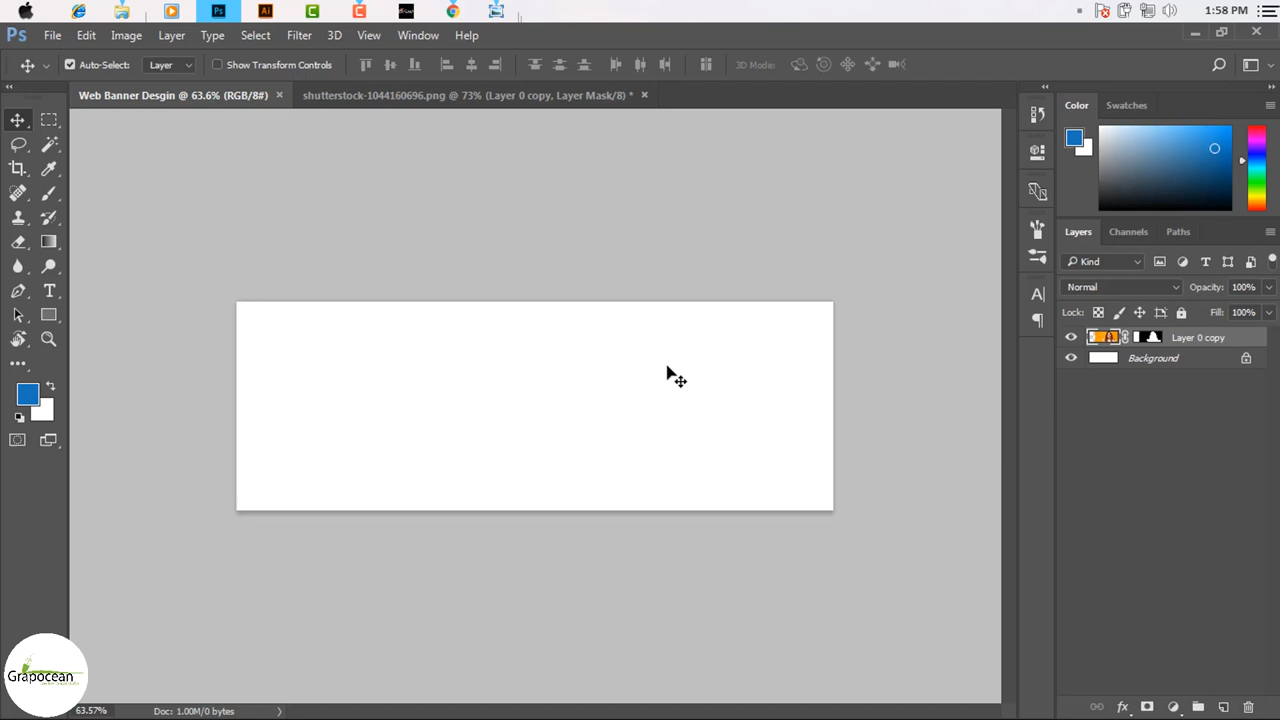 1:58 PM
Ps File Edit Image Layer Type Select Filter 3D View Window Help
Auto-Select: Layer Show Transform Controls 3D Mode:
Web Banner Desgin @ 63.6% (RGB/8#) × shutterstock-1044160696.png @ 73% (Layer 0 copy, Layer Mask/8) * ×
Color Swatches
Layers Channels Paths
Kind
Normal Opacity: 100%
Lock: Fill: 100%
Layer 0 copy
Background
Grapocean
63.57% Doc: 1.00M/0 bytes